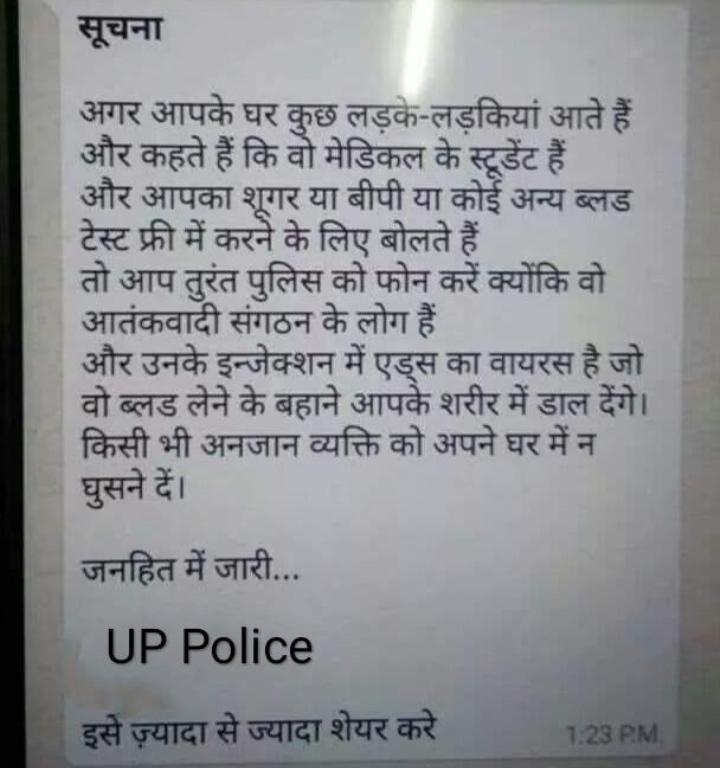 सूचना
अगर आपके घर कुछ लड़के-लड़कियां आते हैं
और कहते हैं कि वो मेडिकल के स्टूडेंट हैं
और आपका शूगर या बीपी या कोई अन्य ब्लड
टेस्ट फ्री में करने के लिए बोलते हैं
तो आप तुरंत पुलिस को फोन करें क्योंकि वो
आतंकवादी संगठन के लोग हैं
और उनके इन्जेक्शन में एड्स का वायरस है जो
वो ब्लड लेने के बहाने आपके शरीर में डाल देंगे।
किसी भी अनजान व्यक्ति को अपने घर में न
घुसने दें।
जनहित में जारी...
UP Police
इसे ज़्यादा से ज्यादा शेयर करे
1:23 P.M.